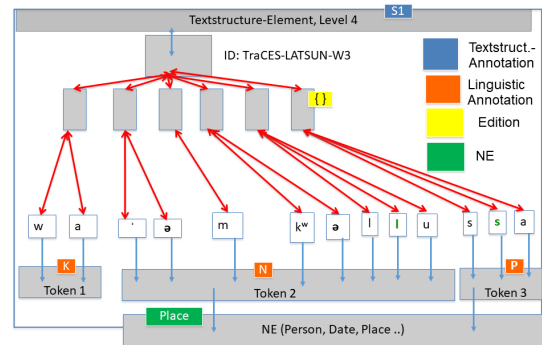 S1
Textstructure-Element, Level 4
ID: TraCES-LATSUN-W3
Textstruct.-
Annotation
Linguistic
Annotation
Edition
NE
{ }
w a ʾ ə m kʷ ə l l u s s a
K N P
Token 1 Token 2 Token 3
Place
NE (Person, Date, Place ..)